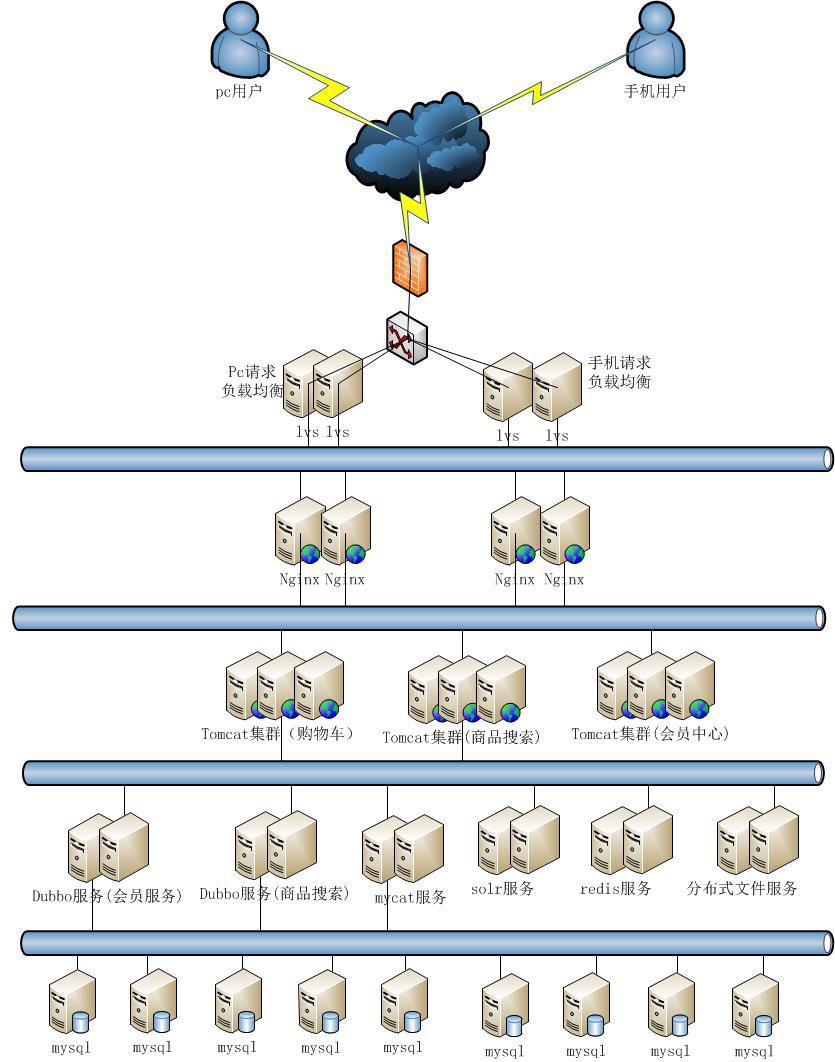 pc用户
手机用户
Pc请求
负载均衡
手机请求
负载均衡
lvs
lvs
lvs
lvs
Nginx
Nginx
Nginx
Nginx
Tomcat集群（购物车）
Tomcat集群(商品搜索)
Tomcat集群(会员中心)
Dubbo服务(会员服务)
Dubbo服务(商品搜索)
mycat服务
solr服务
redis服务
分布式文件服务
mysql
mysql
mysql
mysql
mysql
mysql
mysql
mysql
mysql